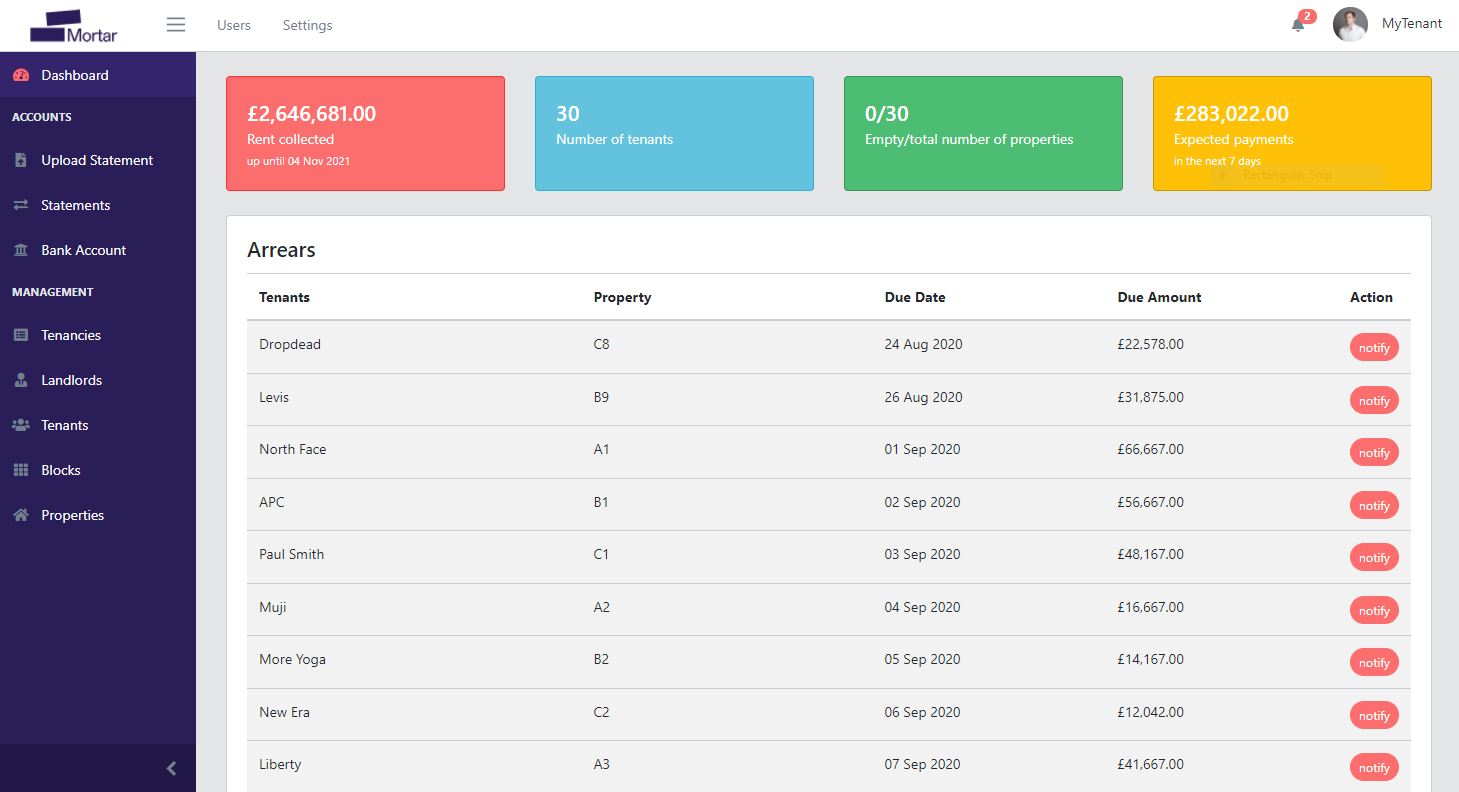 Mortar
Users Settings
2
MyTenant
Dashboard
ACCOUNTS
Upload Statement
Statements
Bank Account
MANAGEMENT
Tenancies
Landlords
Tenants
Blocks
Properties
£2,646,681.00
Rent collected
up until 04 Nov 2021
30
Number of tenants
0/30
Empty/total number of properties
£283,022.00
Expected payments
in the next 7 days
Rectangular Snip
Arrears
Tenants Property Due Date Due Amount Action
Dropdead C8 24 Aug 2020 £22,578.00 notify
Levis B9 26 Aug 2020 £31,875.00 notify
North Face A1 01 Sep 2020 £66,667.00 notify
APC B1 02 Sep 2020 £56,667.00 notify
Paul Smith C1 03 Sep 2020 £48,167.00 notify
Muji A2 04 Sep 2020 £16,667.00 notify
More Yoga B2 05 Sep 2020 £14,167.00 notify
New Era C2 06 Sep 2020 £12,042.00 notify
Liberty A3 07 Sep 2020 £41,667.00 notify